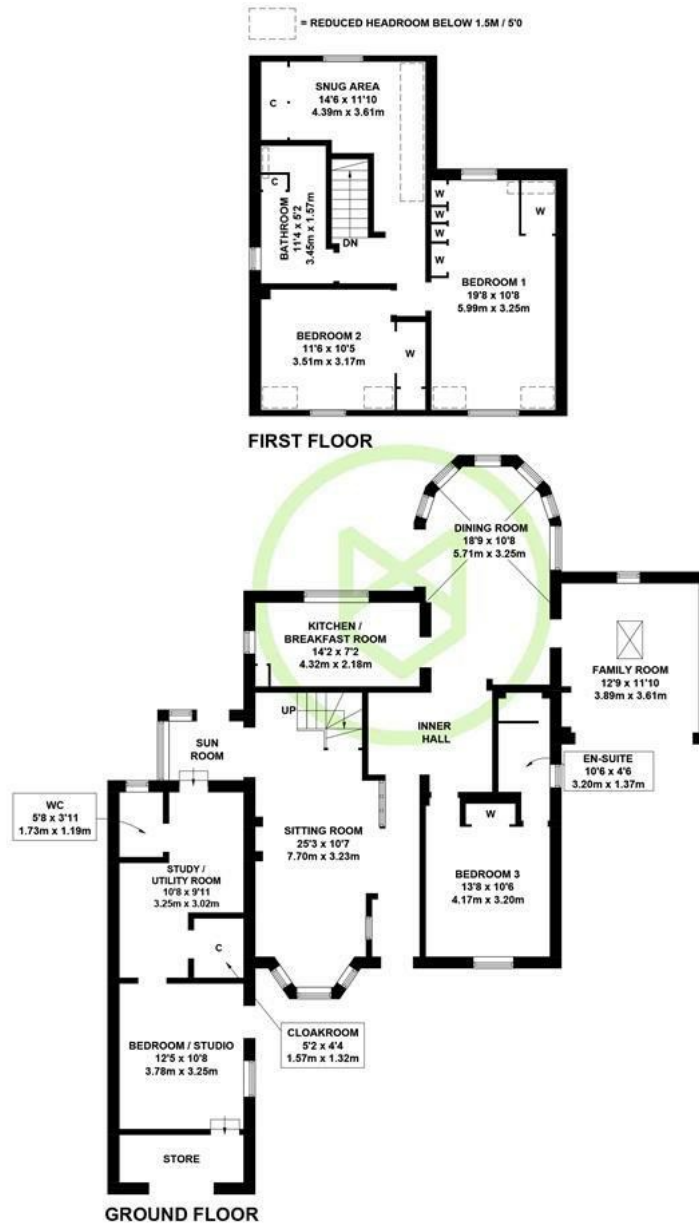 = REDUCED HEADROOM BELOW 1.5M / 5'0
SNUG AREA
14'6 x 11'10
4.39m x 3.61m
C
C
BATHROOM
11'4 x 5'2
3.45m x 1.57m
DN
W
W
W
W
W
BEDROOM 1
19'8 x 10'8
5.99m x 3.25m
BEDROOM 2
11'6 x 10'5
3.51m x 3.17m
W
FIRST FLOOR
DINING ROOM
18'9 x 10'8
5.71m x 3.25m
KITCHEN /
BREAKFAST ROOM
14'2 x 7'2
4.32m x 2.18m
FAMILY ROOM
12'9 x 11'10
3.89m x 3.61m
UP
INNER
HALL
SUN
ROOM
EN-SUITE
10'6 x 4'6
3.20m x 1.37m
WC
5'8 x 3'11
1.73m x 1.19m
SITTING ROOM
25'3 x 10'7
7.70m x 3.23m
W
BEDROOM 3
13'8 x 10'6
4.17m x 3.20m
STUDY /
UTILITY ROOM
10'8 x 9'11
3.25m x 3.02m
C
CLOAKROOM
5'2 x 4'4
1.57m x 1.32m
BEDROOM / STUDIO
12'5 x 10'8
3.78m x 3.25m
STORE
GROUND FLOOR